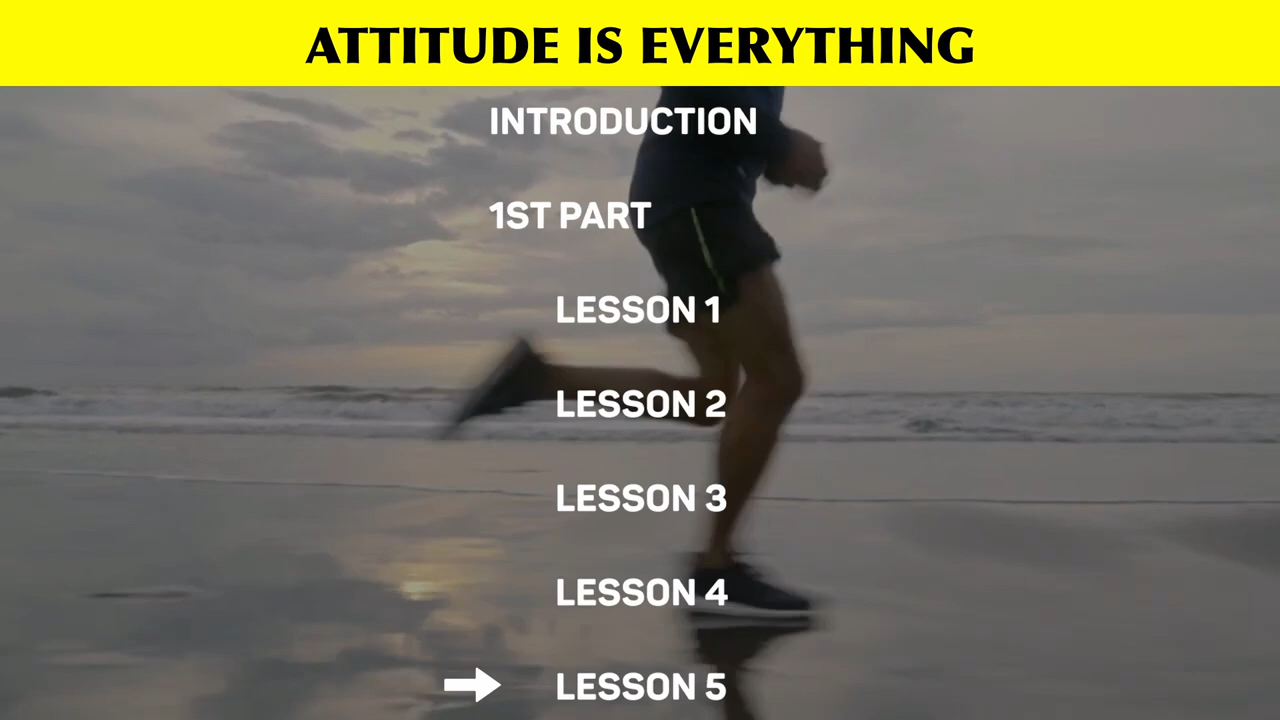 ATTITUDE IS EVERYTHING
INTRODUCTION
1ST PART
LESSON 1
LESSON 2
LESSON 3
LESSON 4
LESSON 5